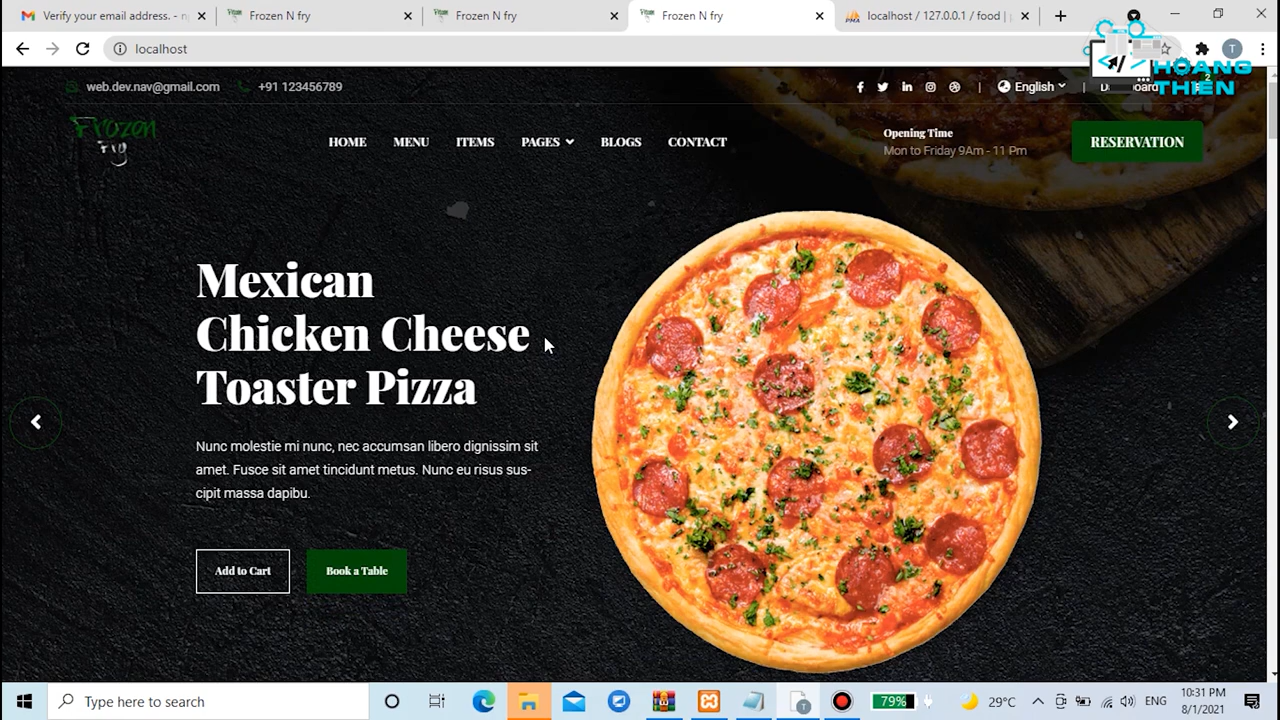 Verify your email address. - n
Frozen N fry
Frozen N fry
Frozen N fry
localhost / 127.0.0.1 / food | p
localhost
T
HOANG
THIEN
web.dev.nav@gmail.com
+91 123456789
English
2
Frozen
Fry
HOME
MENU
ITEMS
PAGES
BLOGS
CONTACT
Opening Time
Mon to Friday 9Am - 11 Pm
RESERVATION
Mexican
Chicken Cheese
Toaster Pizza
Nunc molestie mi nunc, nec accumsan libero dignissim sit
amet. Fusce sit amet tincidunt metus. Nunc eu risus sus-
cipit massa dapibu.
Add to Cart
Book a Table
Type here to search
79%
29°C
ENG
10:31 PM
8/1/2021